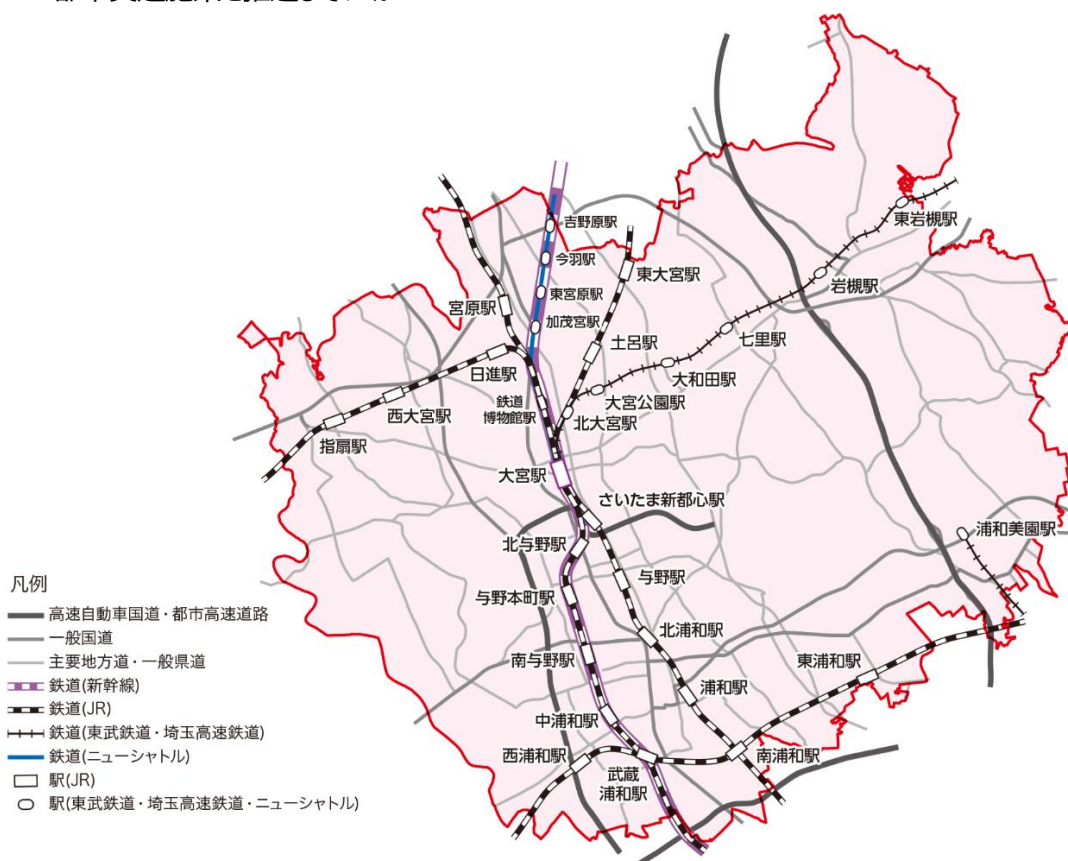 吉野原駅
今羽駅
東宮原駅
加茂宮駅
宮原駅
東大宮駅
土呂駅
東岩槻駅
岩槻駅
七里駅
大和田駅
大宮公園駅
北大宮駅
日進駅
鉄道
博物館駅
西大宮駅
指扇駅
大宮駅
さいたま新都心駅
北与野駅
与野駅
浦和美園駅
与野本町駅
北浦和駅
南与野駅
浦和駅
東浦和駅
中浦和駅
西浦和駅
武蔵
浦和駅
南浦和駅
凡例
高速自動車国道・都市高速道路
一般国道
主要地方道・一般県道
鉄道(新幹線)
鉄道(JR)
鉄道(東武鉄道・埼玉高速鉄道)
鉄道(ニューシャトル)
駅(JR)
駅(東武鉄道・埼玉高速鉄道・ニューシャトル)